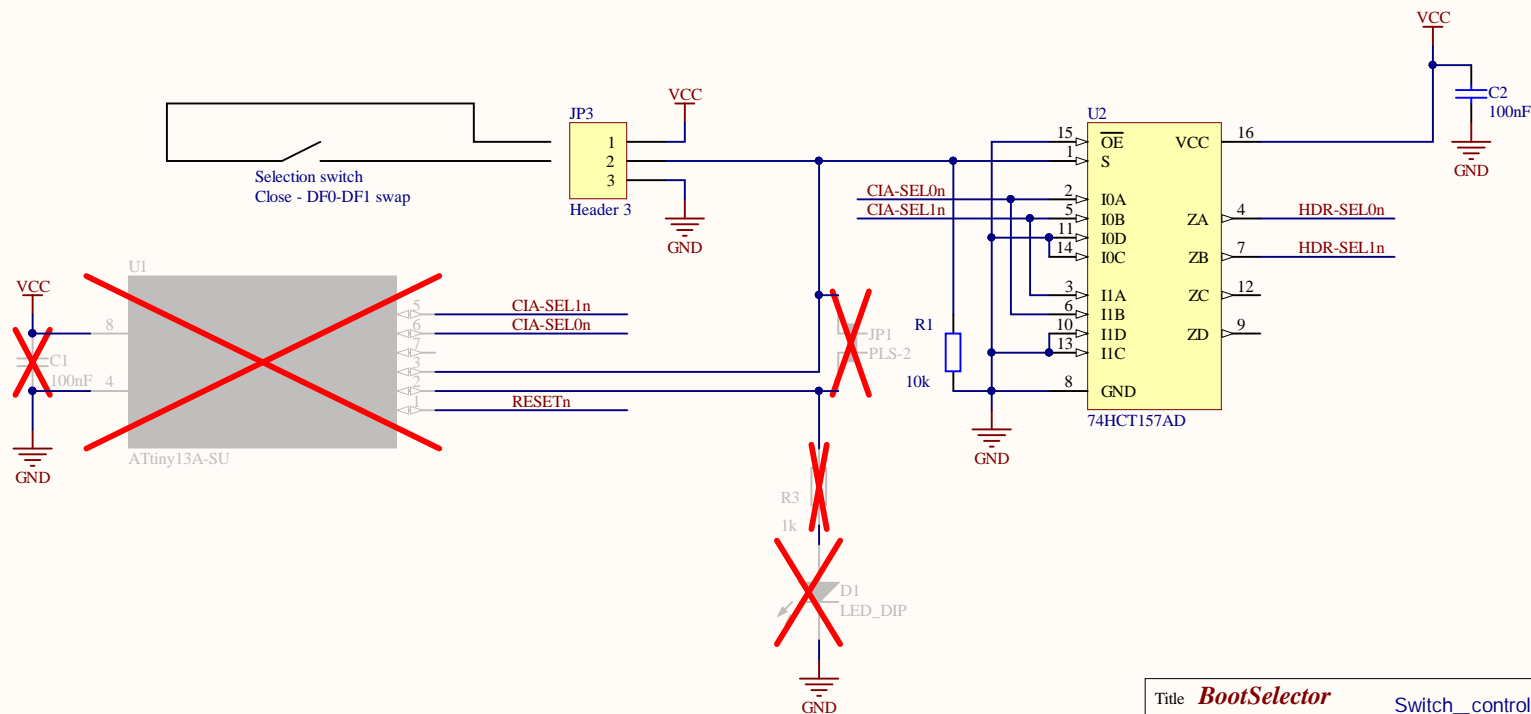 VCC
C2
100nF
GND
JP3
VCC
1
2
3
Header 3
GND
Selection switch
Close - DF0-DF1 swap
U2
15
OE
VCC
16
1
S
CIA-SEL0n
2
I0A
CIA-SEL1n
5
I0B
ZA
4
HDR-SEL0n
11
I0D
14
I0C
ZB
7
HDR-SEL1n
3
I1A
ZC
12
6
I1B
10
I1D
ZD
9
13
I1C
8
GND
74HCT157AD
R1
10k
GND
U1
VCC
8
C1
100nF
4
GND
5
CIA-SEL1n
6
CIA-SEL0n
7
3
2
1
RESETn
ATtiny13A-SU
JP1
PLS-2
R3
1k
D1
LED_DIP
GND
Title BootSelector
Switch_control